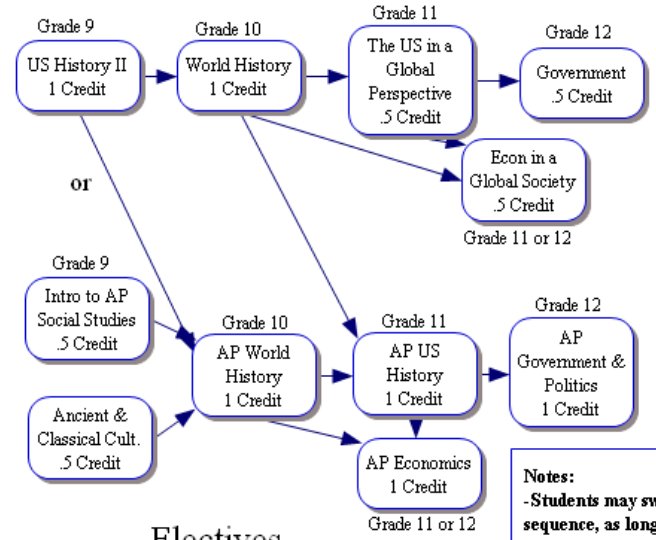 Grade 9
US History II
1 Credit
Grade 10
World History
1 Credit
Grade 11
The US in a
Global
Perspective
.5 Credit
Grade 12
Government
.5 Credit
Econ in a
Global Society
.5 Credit
Grade 11 or 12
or
Grade 9
Intro to AP
Social Studies
.5 Credit
Ancient &
Classical Cult.
.5 Credit
Grade 10
AP World
History
1 Credit
Grade 11
AP US
History
1 Credit
Grade 12
AP
Government &
Politics
1 Credit
AP Economics
1 Credit
Grade 11 or 12
Electives
Notes:
-Students may sw
sequence, as long